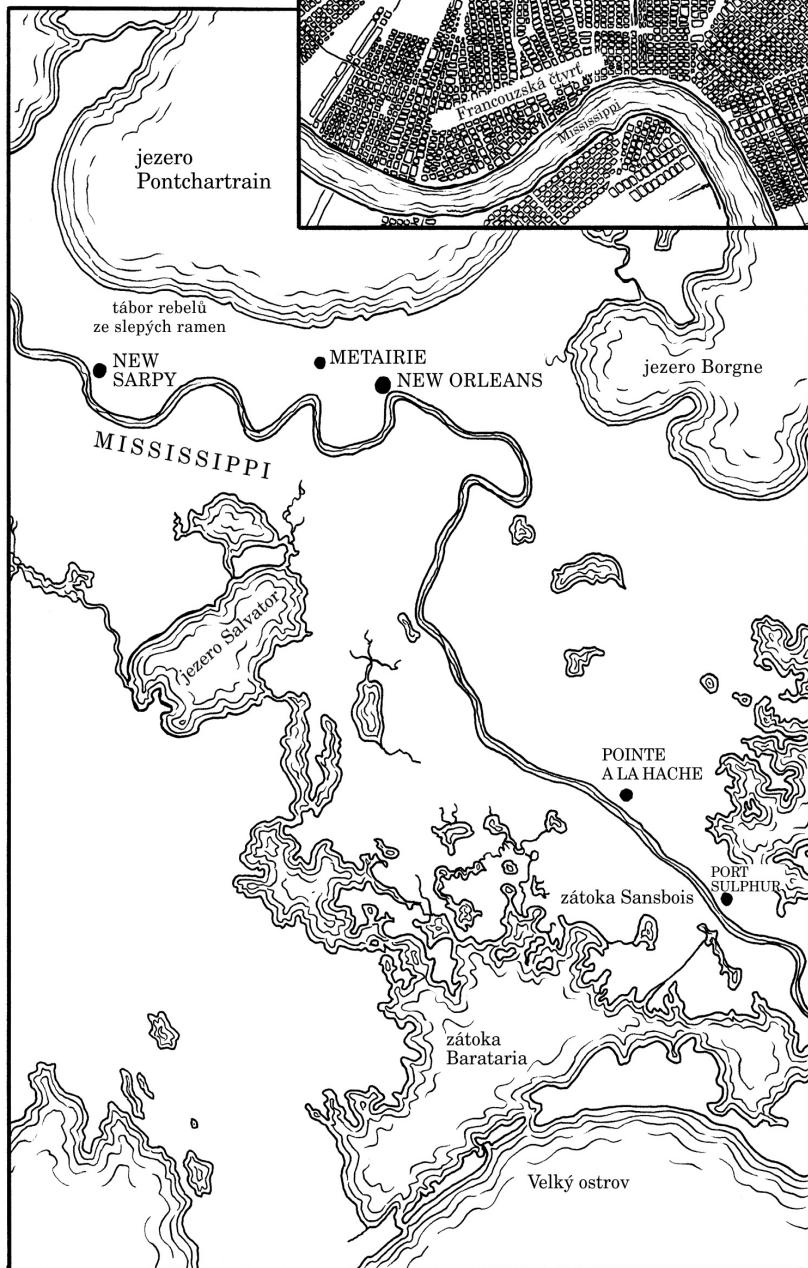 Francouzská čtvrť
Mississippi
jezero
Pontchartrain
tábor rebelů
ze slepých ramen
NEW
SARPY
METAIRIE
NEW ORLEANS
jezero Borgne
MISSISSIPPI
jezero Salvator
POINTE
A LA HACHE
PORT
SULPHUR
zátoka Sansbois
zátoka
Barataria
Velký ostrov